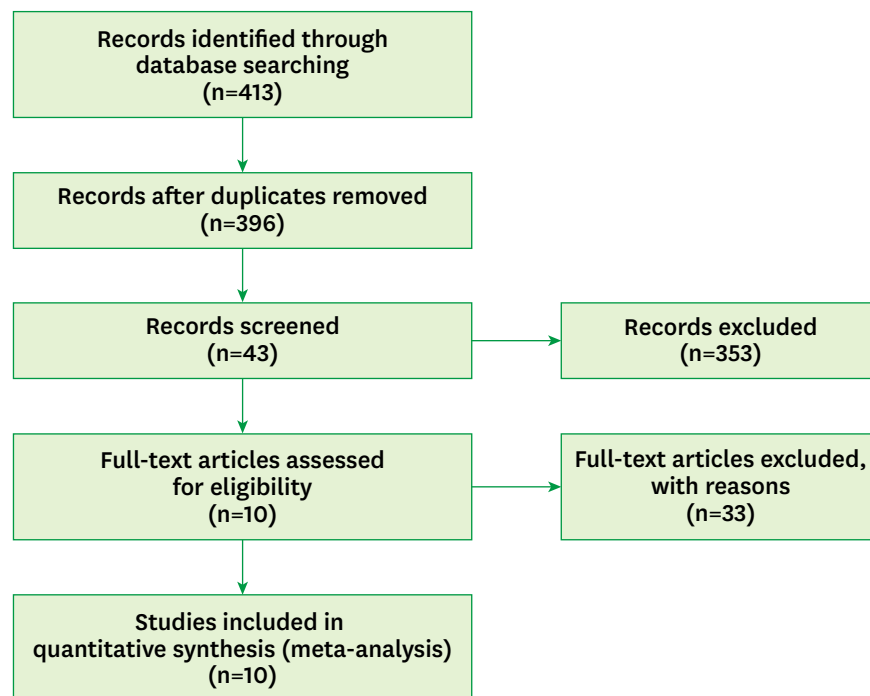 Records identified through
database searching
(n=413)
Records after duplicates removed
(n=396)
Records screened
(n=43)
Records excluded
(n=353)
Full-text articles assessed
for eligibility
(n=10)
Full-text articles excluded,
with reasons
(n=33)
Studies included in
quantitative synthesis (meta-analysis)
(n=10)